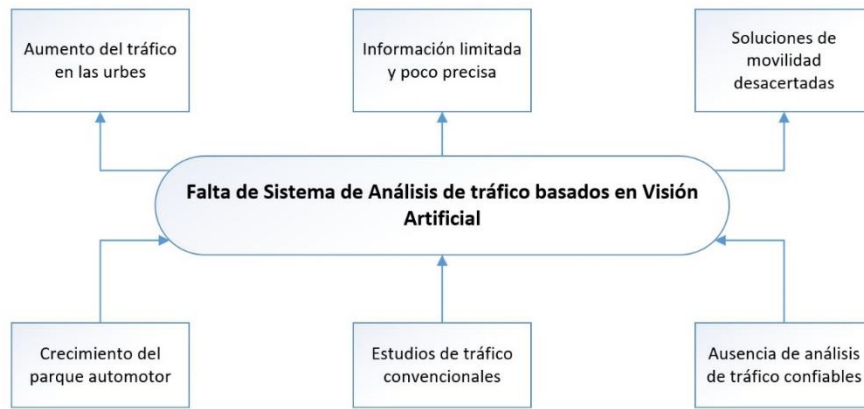 Aumento del tráfico
en las urbes
Información limitada
y poco precisa
Soluciones de
movilidad
desacertadas
Falta de Sistema de Análisis de tráfico basados en Visión
Artificial
Crecimiento del
parque automotor
Estudios de tráfico
convencionales
Ausencia de análisis
de tráfico confiables